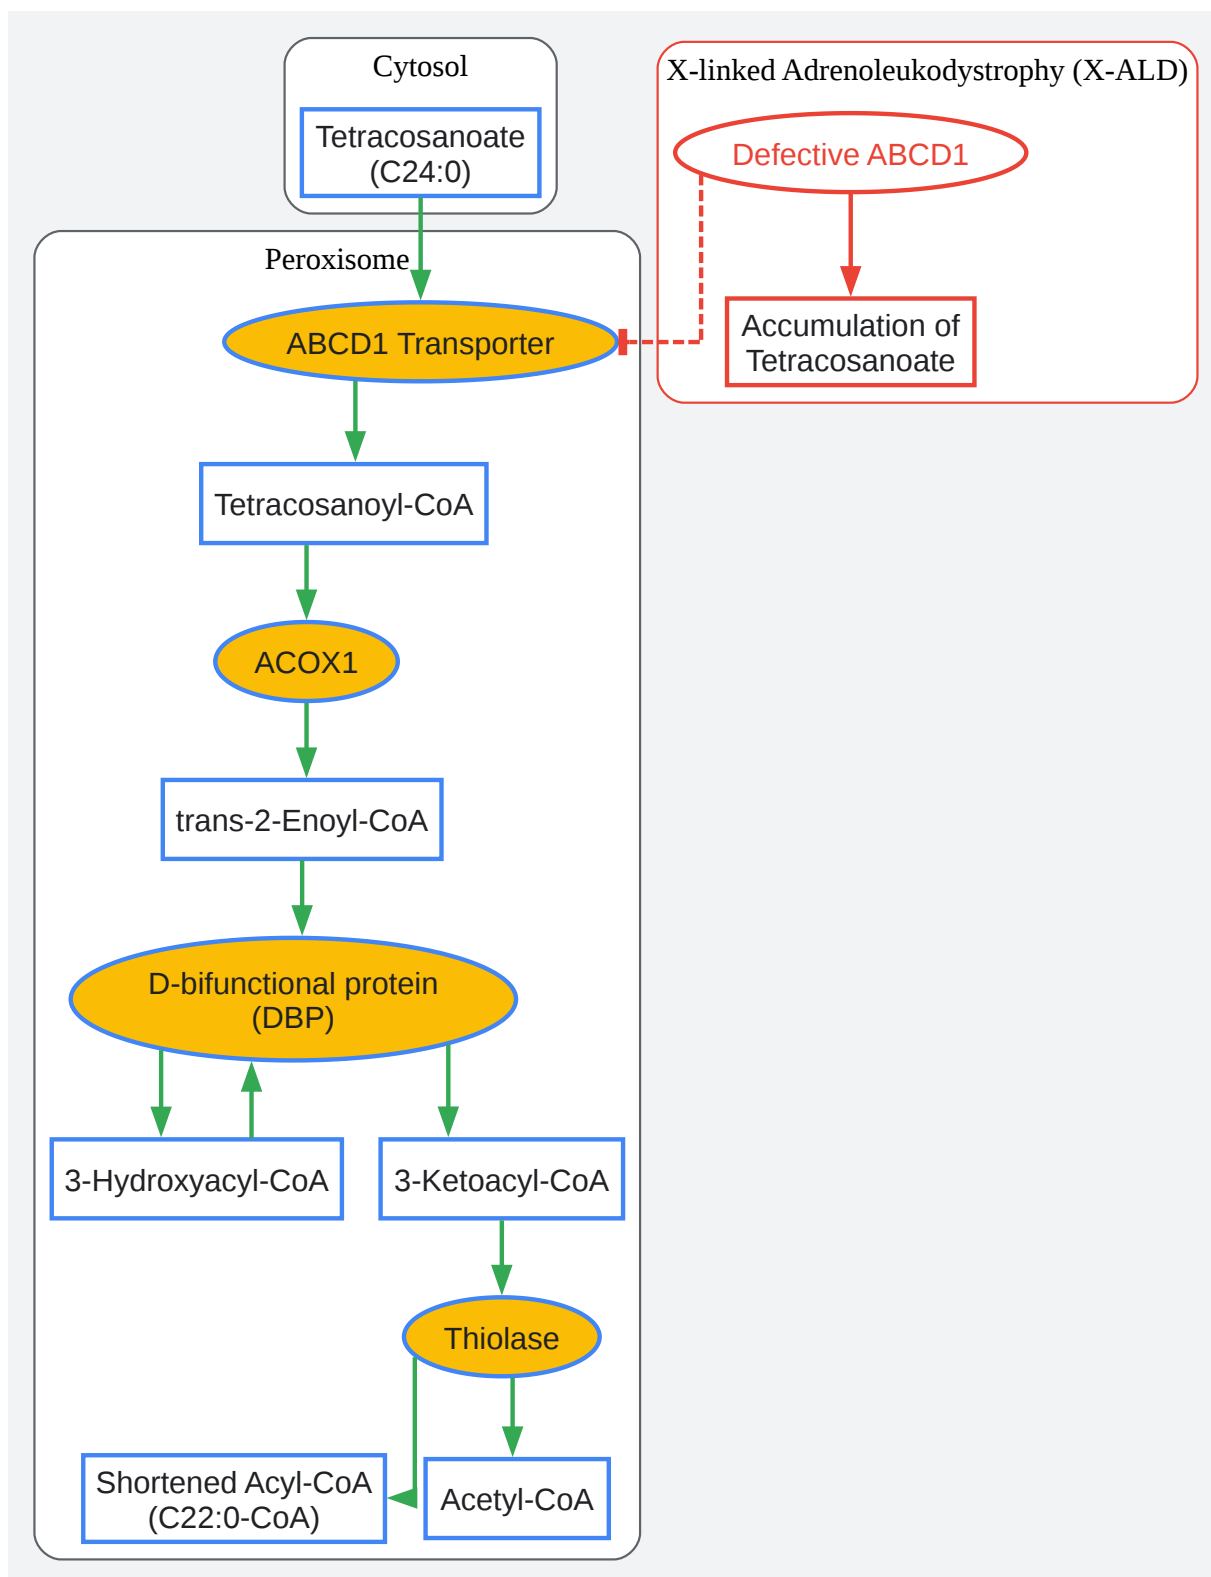 Cytosol
Tetracosanoate
(C24:0)
X-linked Adrenoleukodystrophy (X-ALD)
Defective ABCD1
Accumulation of
Tetracosanoate
Peroxisome
ABCD1 Transporter
Tetracosanoyl-CoA
ACOX1
trans-2-Enoyl-CoA
D-bifunctional protein
(DBP)
3-Hydroxyacyl-CoA
3-Ketoacyl-CoA
Thiolase
Shortened Acyl-CoA
(C22:0-CoA)
Acetyl-CoA